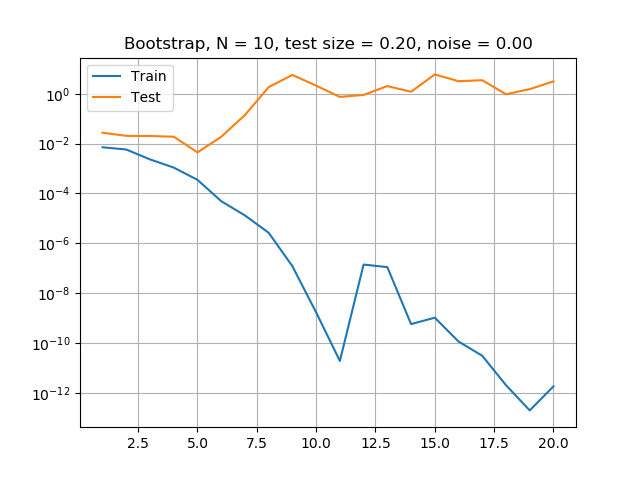 Bootstrap, N = 10, test size = 0.20, noise = 0.00
Train
Test
10⁰
10⁻²
10⁻⁴
10⁻⁶
10⁻⁸
10⁻¹⁰
10⁻¹²
2.5 5.0 7.5 10.0 12.5 15.0 17.5 20.0